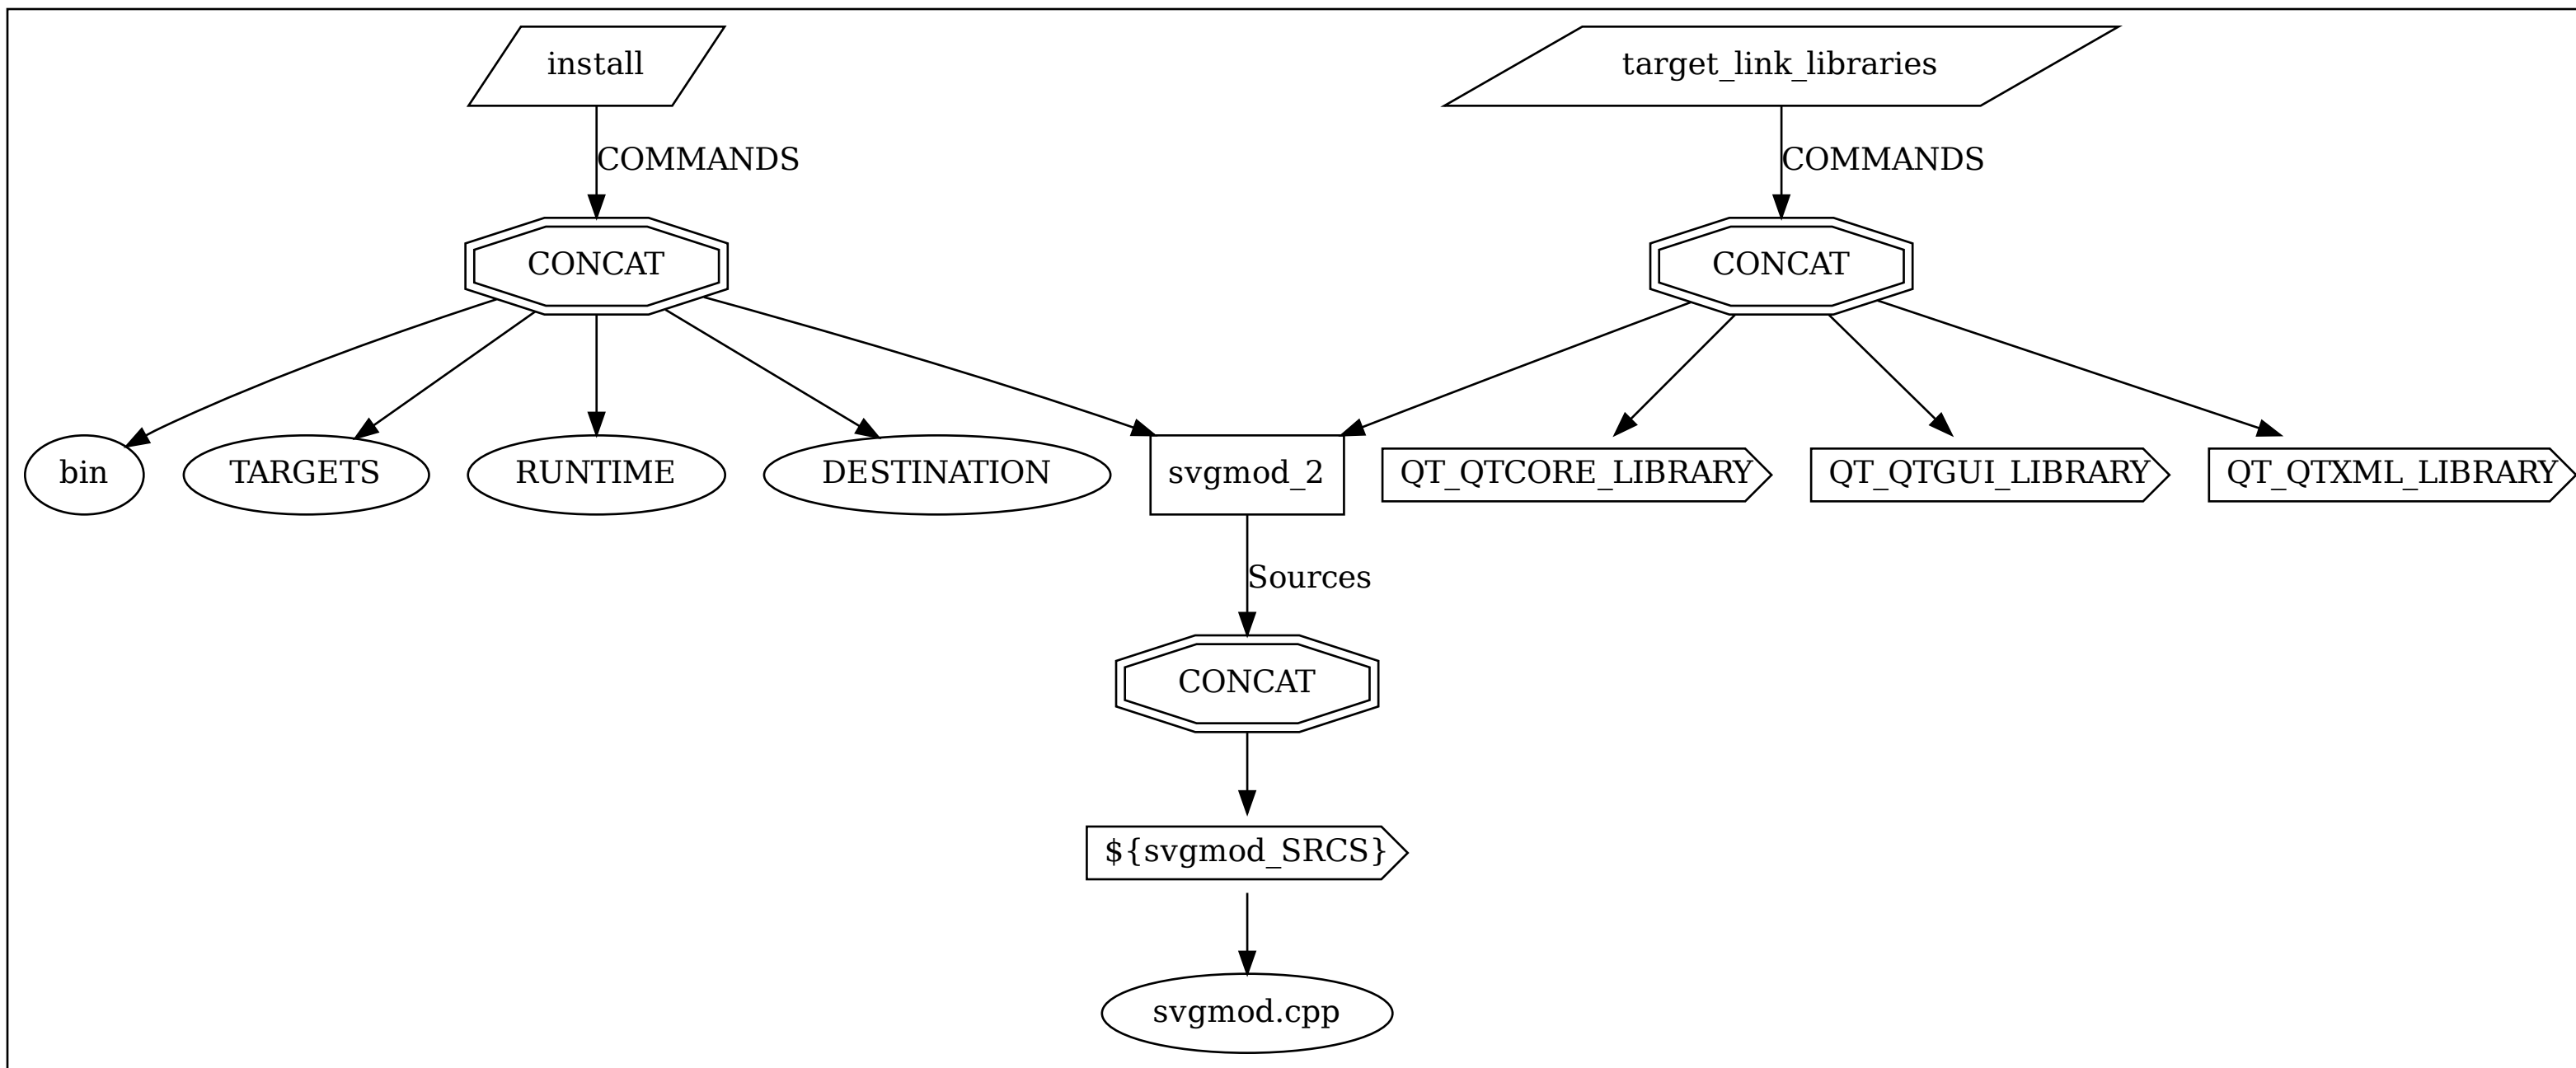 install
target_link_libraries
COMMANDS
COMMANDS
CONCAT
CONCAT
bin
TARGETS
RUNTIME
DESTINATION
svgmod_2
QT_QTCORE_LIBRARY
QT_QTGUI_LIBRARY
QT_QTXML_LIBRARY
Sources
CONCAT
${svgmod_SRCS}
svgmod.cpp